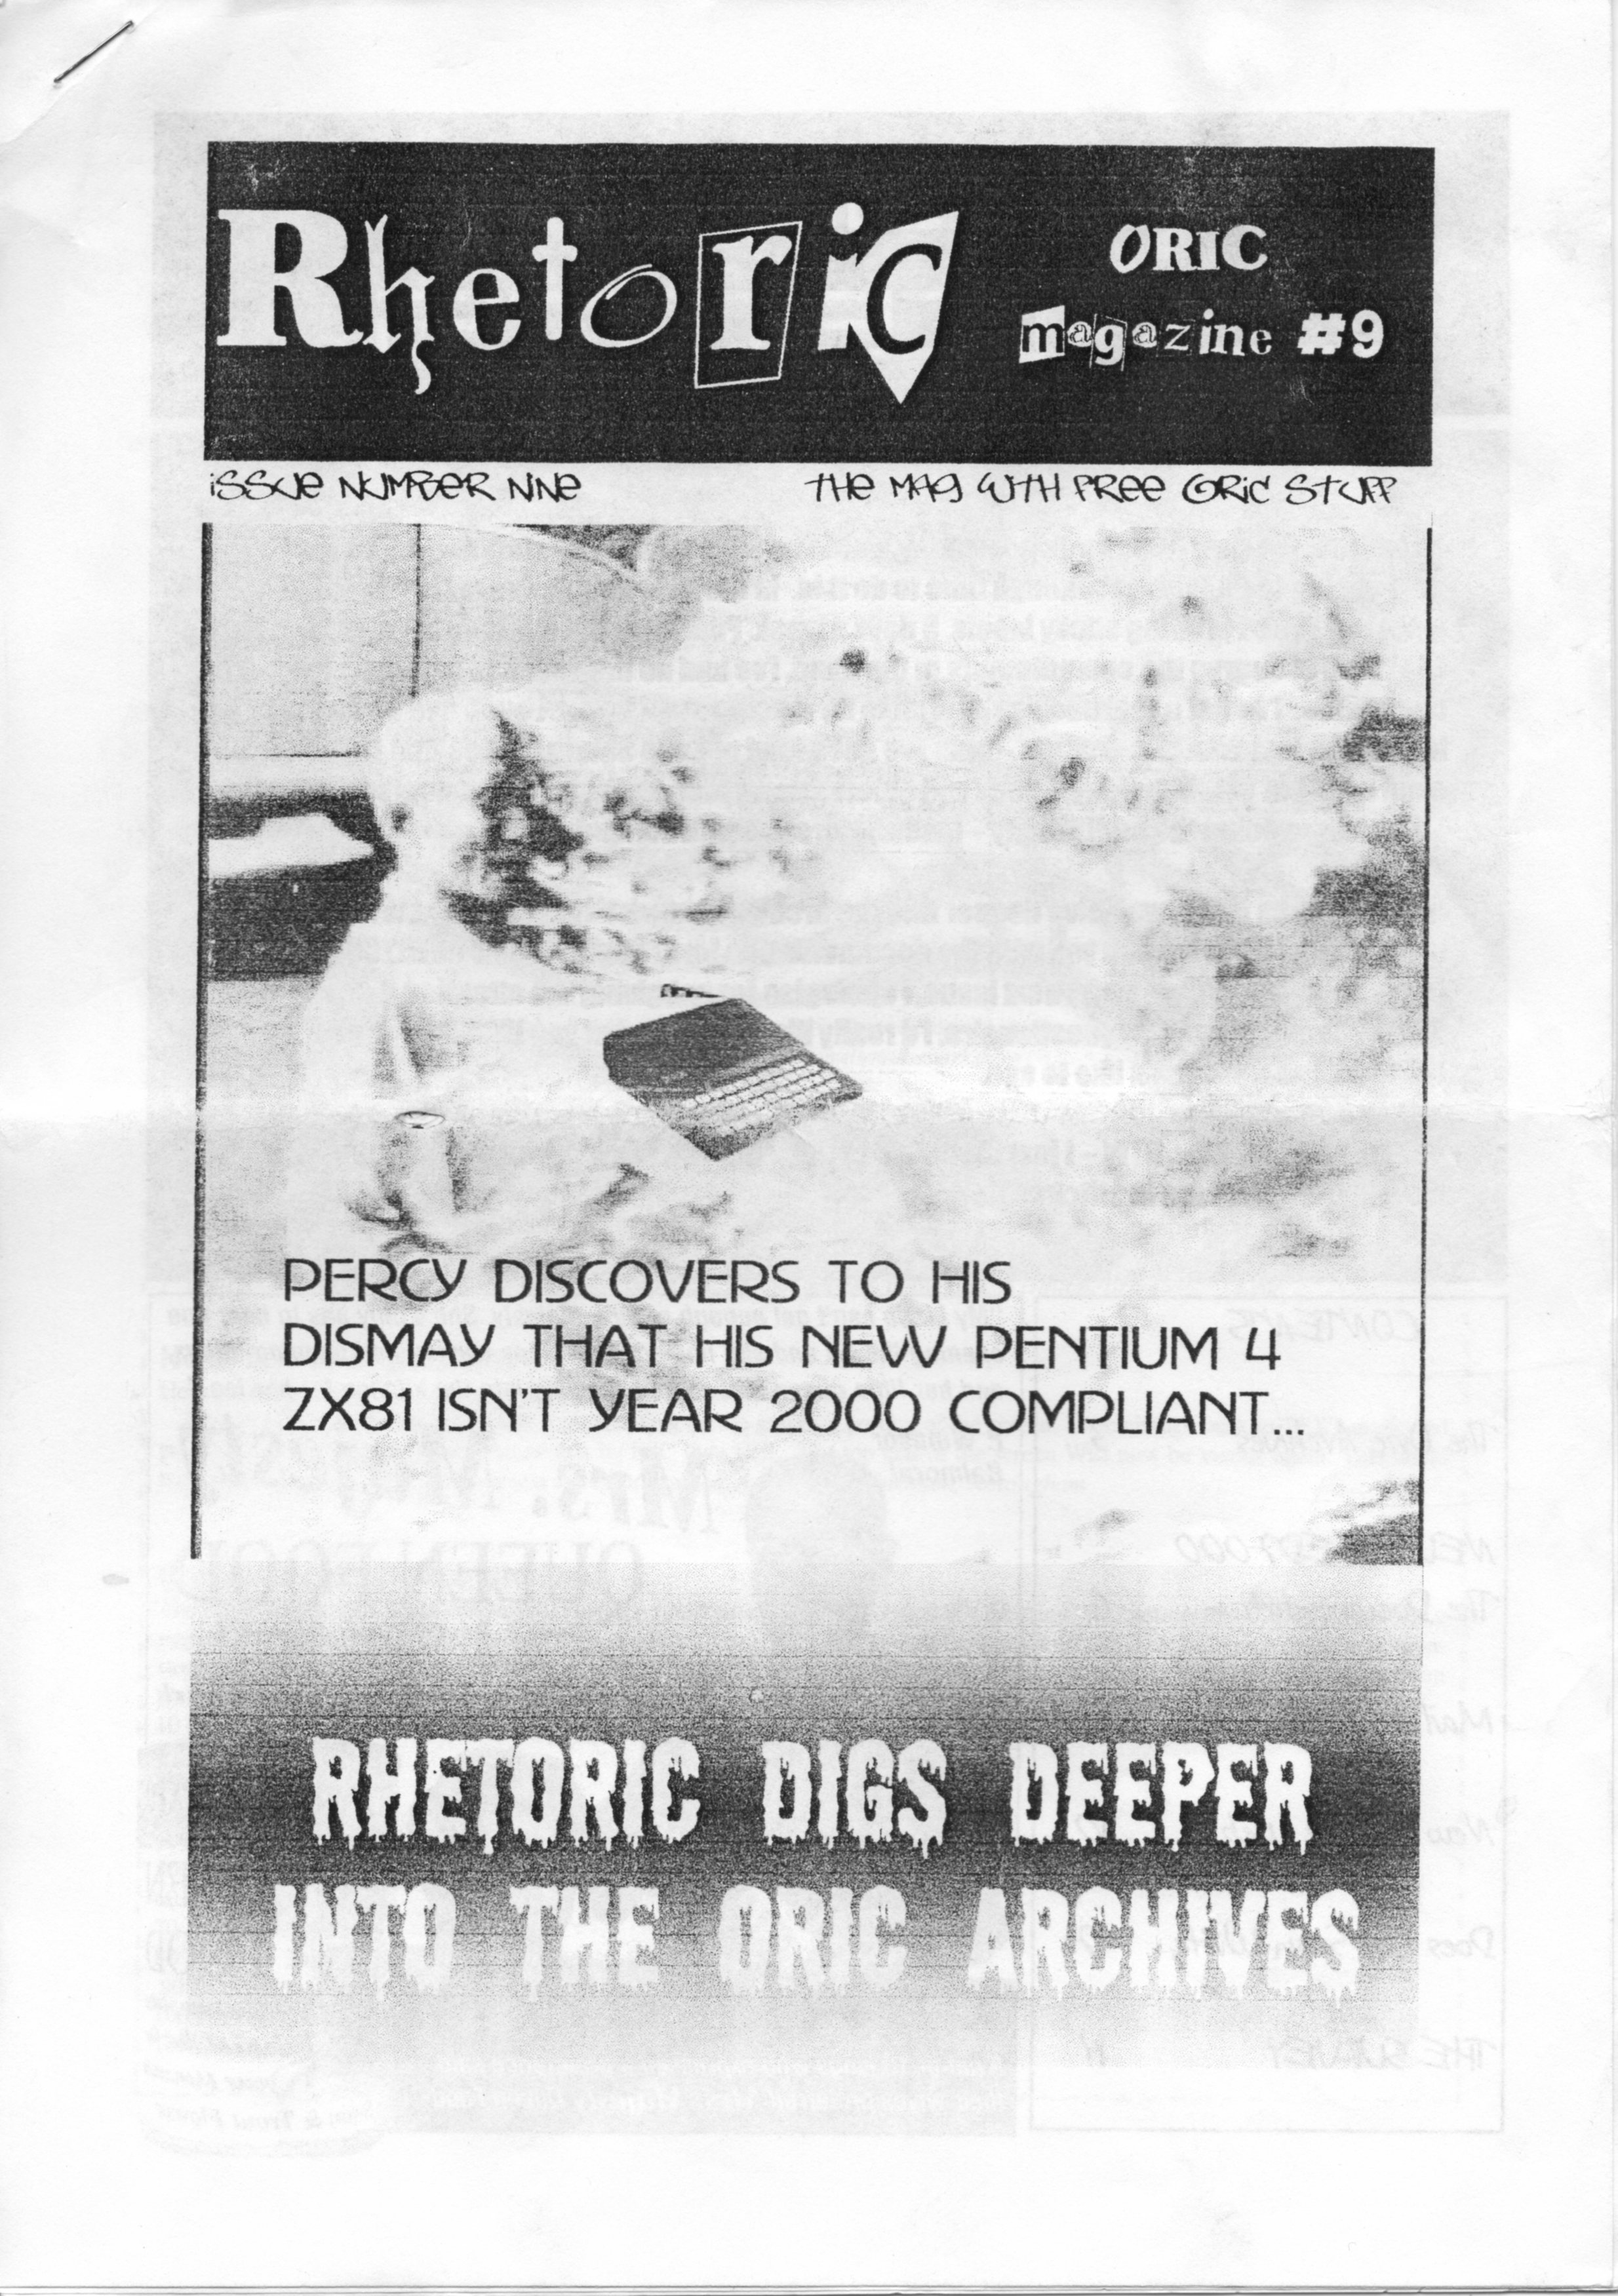 Rhetoric
ORIC
magazine #9
ISSUE NUMBER NINE
THE MAG WITH FREE ORIC STUFF
PERCY DISCOVERS TO HIS
DISMAY THAT HIS NEW PENTIUM 4
ZX81 ISN'T YEAR 2000 COMPLIANT...
RHETORIC DIGS DEEPER
INTO THE ORIC ARCHIVES